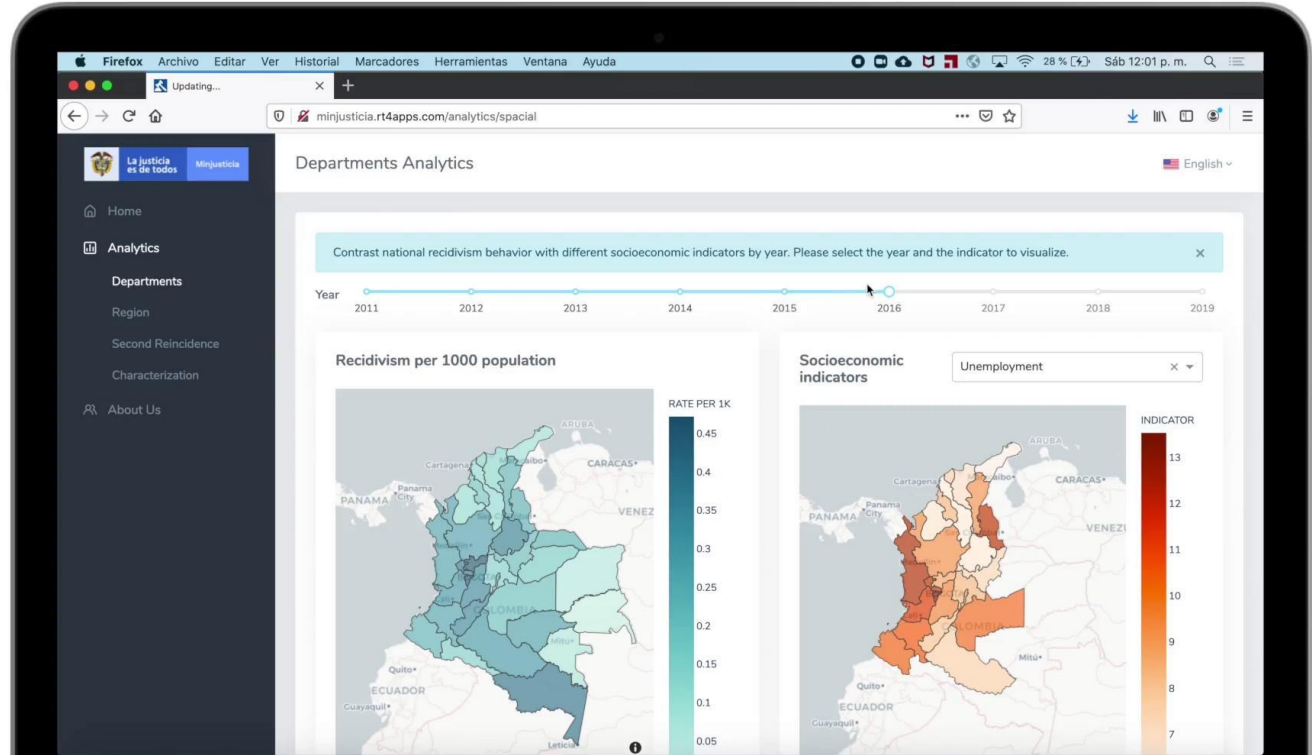 Firefox Archivo Editar Ver Historial Marcadores Herramientas Ventana Ayuda
28 % Sáb 12:01 p. m.
Updating...
minjusticia.rt4apps.com/analytics/spacial
La justicia
es de todos
Minjusticia
Departments Analytics
English
Home
Analytics
Departments
Region
Second Reincidence
Characterization
About Us
Contrast national recidivism behavior with different socioeconomic indicators by year. Please select the year and the indicator to visualize.
Year
2011 2012 2013 2014 2015 2016 2017 2018 2019
Recidivism per 1000 population
RATE PER 1K
0.45
0.4
0.35
0.3
0.25
0.2
0.15
0.1
0.05
ARUBA
Cartagena
CARACAS
Panama
City
PANAMA
VENEZ
COLOMBIA
Mitú
Quito
ECUADOR
Guayaquil
Leticia
Socioeconomic
indicators
Unemployment
INDICATOR
13
12
11
10
9
8
7
ARUBA
Cartagena
CARACAS
Panama
City
PANAMA
VENEZ
COLOMBIA
Mitú
Quito
ECUADOR
Guayaquil